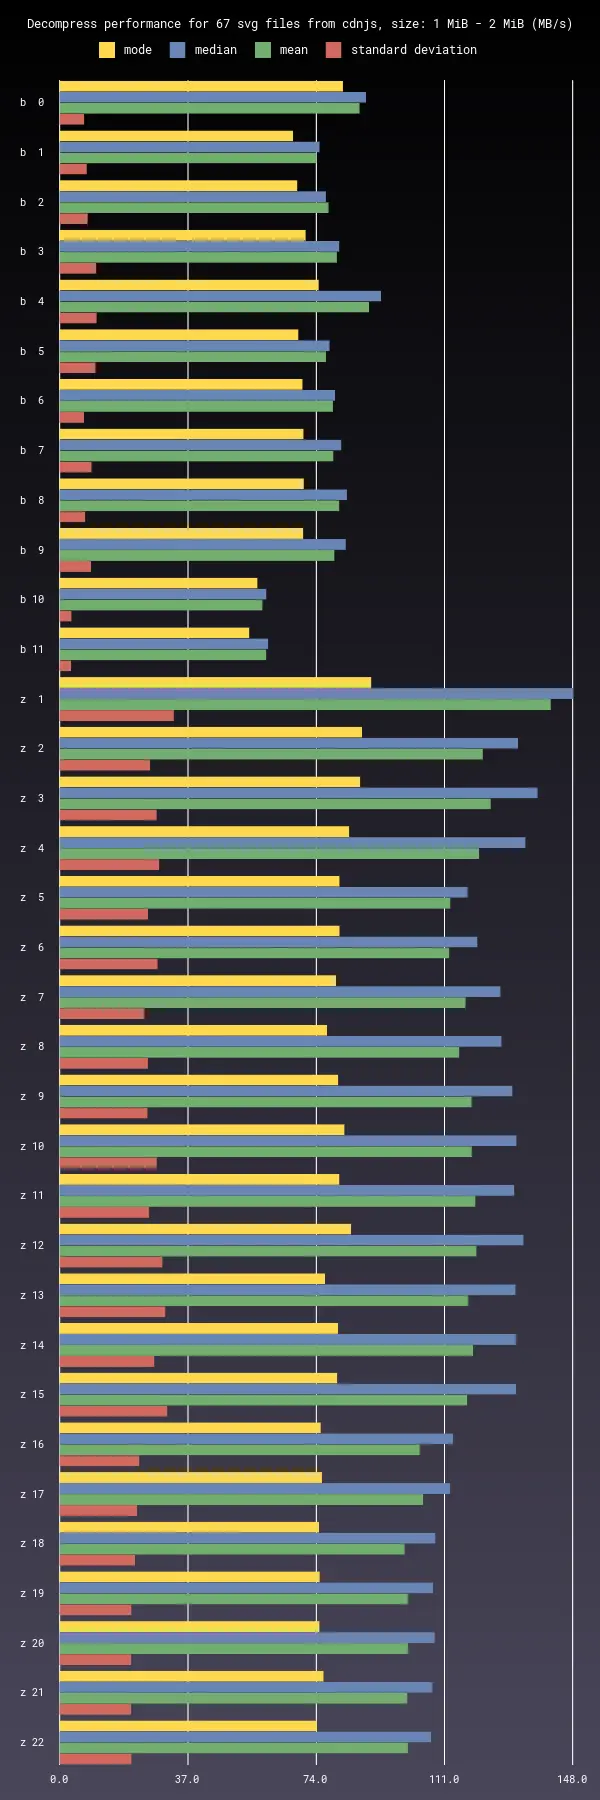 Decompress performance for 67 svg files from cdnjs, size: 1 MiB - 2 MiB (MB/s)
mode median mean standard deviation
b 0
b 1
b 2
b 3
b 4
b 5
b 6
b 7
b 8
b 9
b 10
b 11
z 1
z 2
z 3
z 4
z 5
z 6
z 7
z 8
z 9
z 10
z 11
z 12
z 13
z 14
z 15
z 16
z 17
z 18
z 19
z 20
z 21
z 22
0.0 37.0 74.0 111.0 148.0